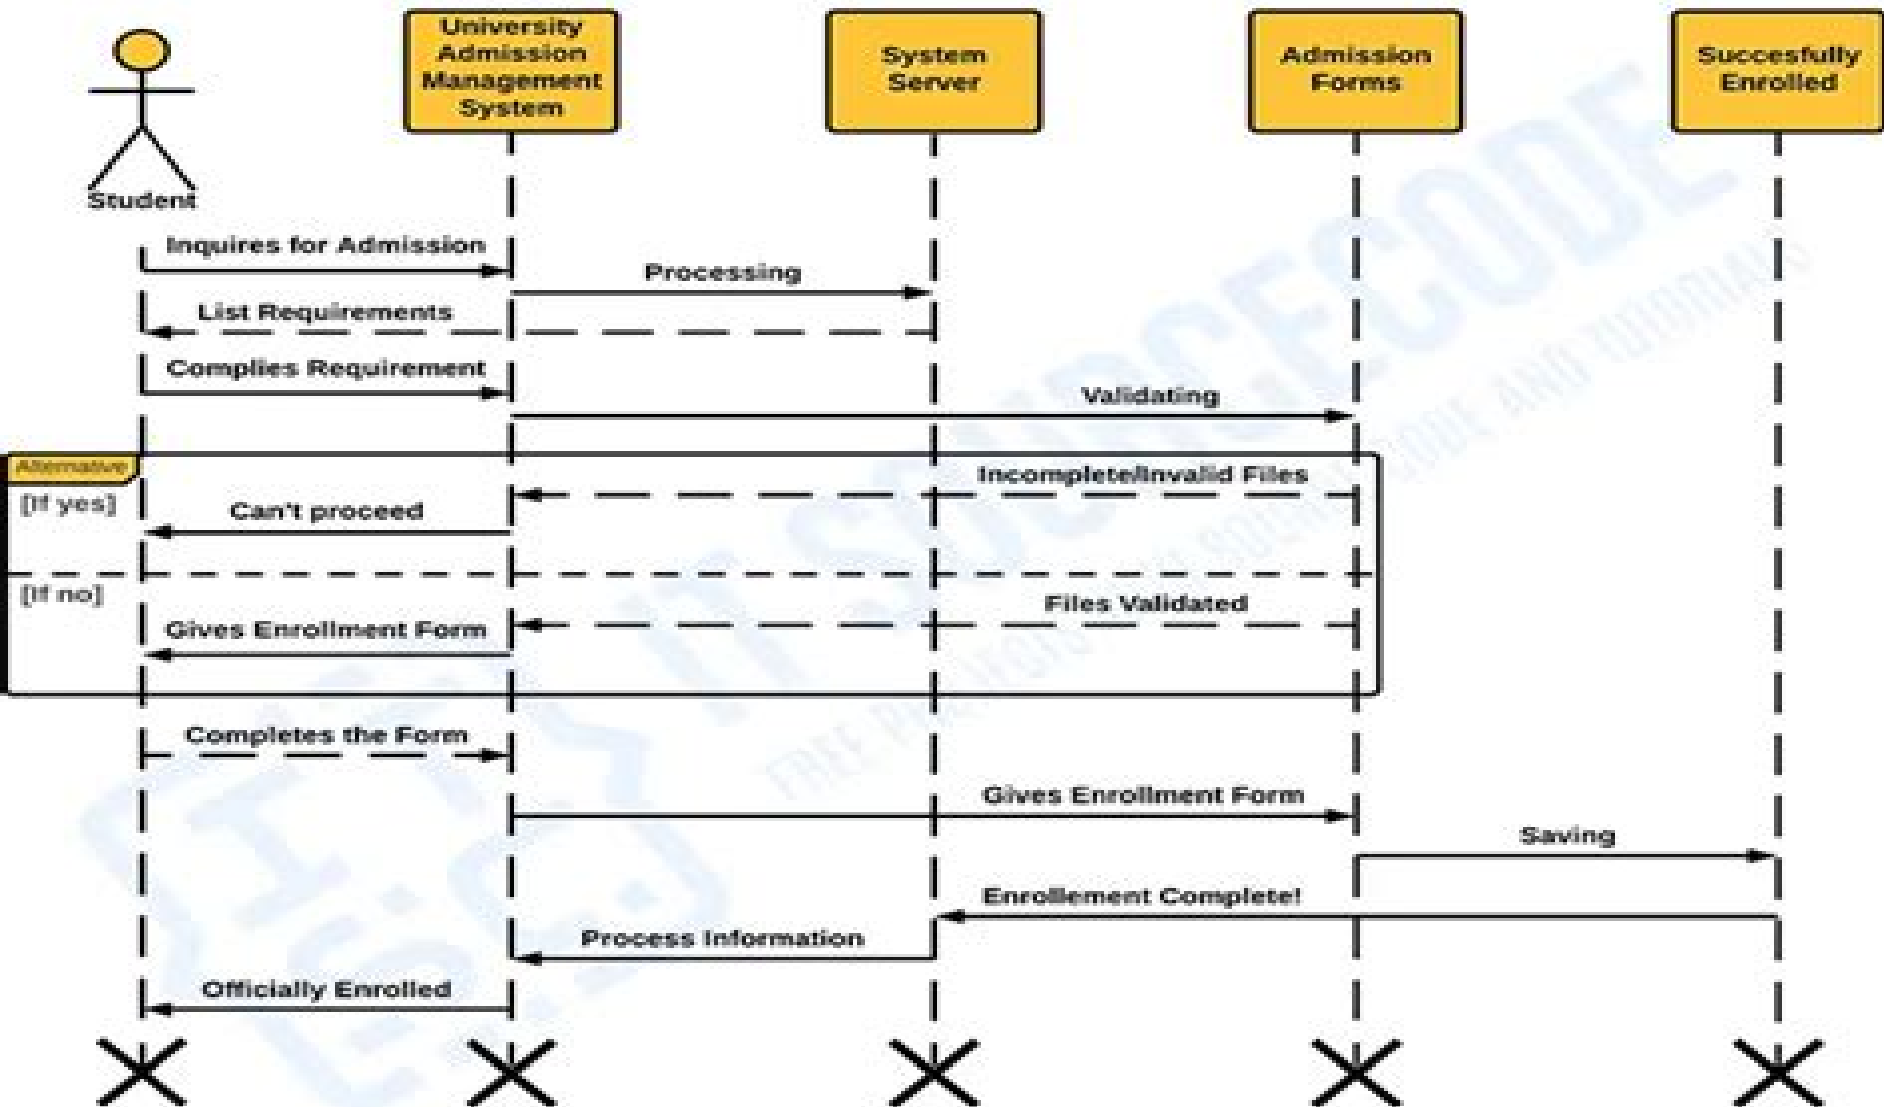 University
Admission
Management
System
System
Server
Admission
Forms
Succesfully
Enrolled
Student
Inquires for Admission
Processing
List Requirements
Complies Requirement
Validating
Alternative
Incomplete/Invalid Files
[If yes]
Can't proceed
[If no]
Files Validated
Gives Enrollment Form
Completes the Form
Gives Enrollment Form
Saving
Enrollement Complete!
Process Information
Officially Enrolled
IT SOURCECODE